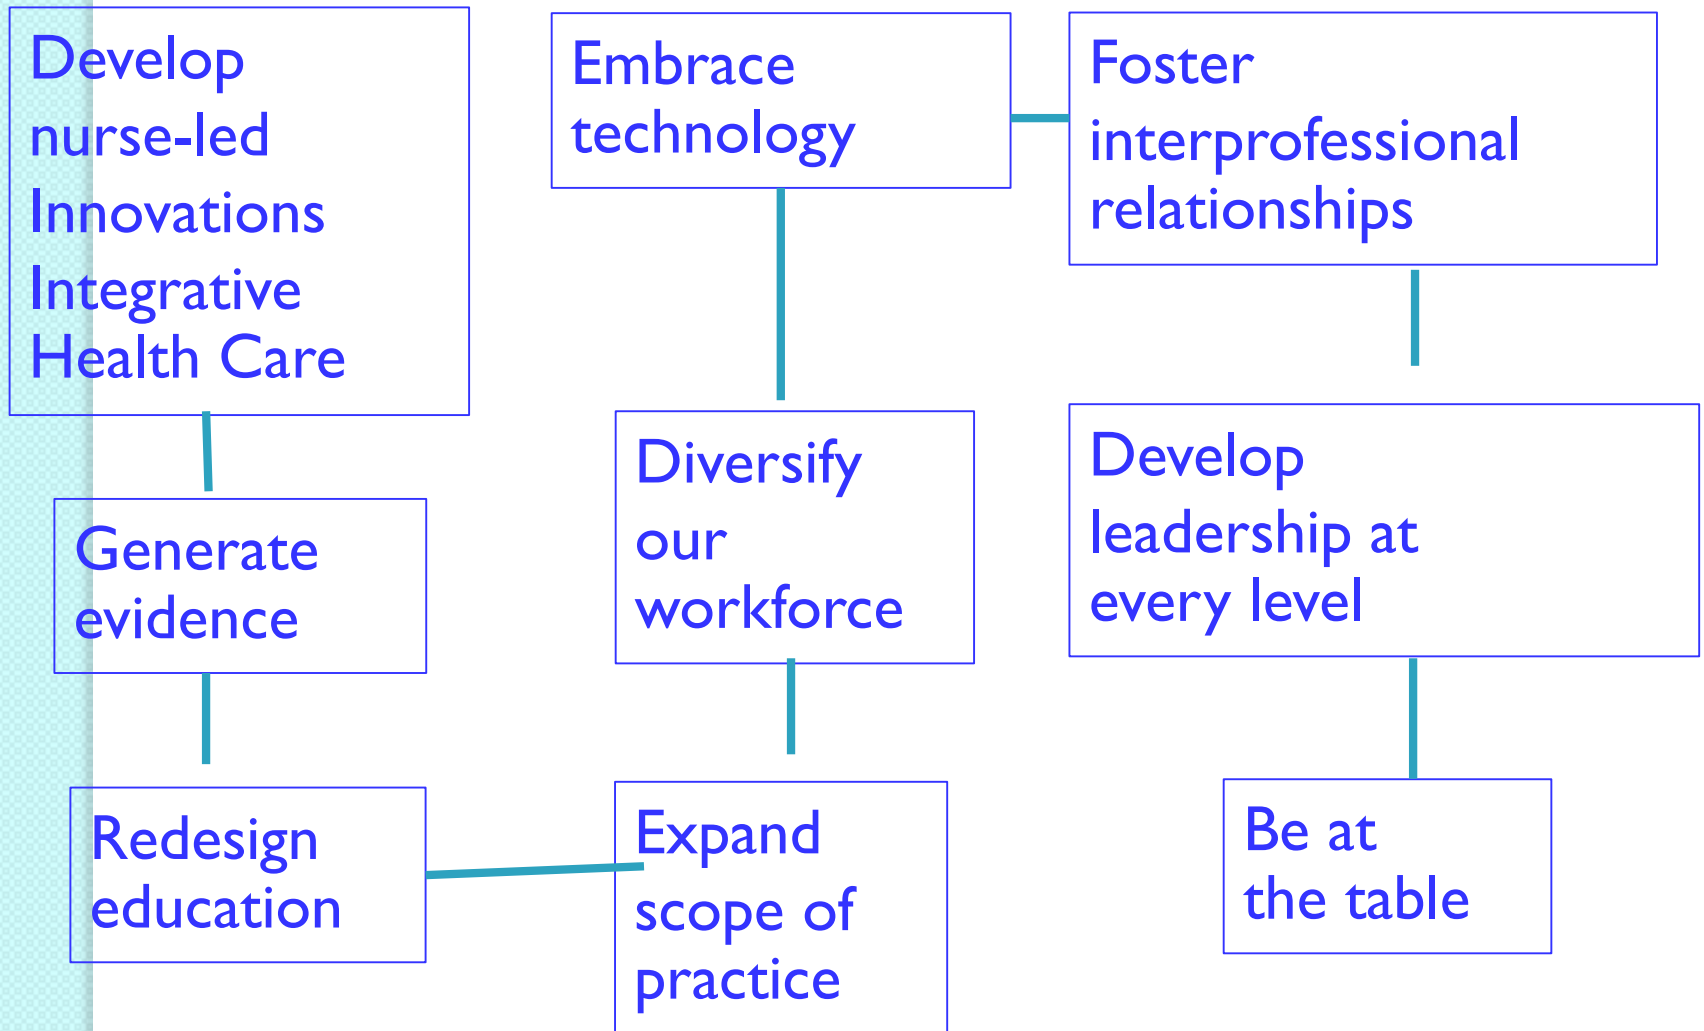 Develop
nurse-led
Innovations
Integrative
Health Care
Generate
evidence
Redesign
education
Expand
scope of
practice
Diversify
our
workforce
Embrace
technology
Foster
interprofessional
relationships
Develop
leadership at
every level
Be at
the table